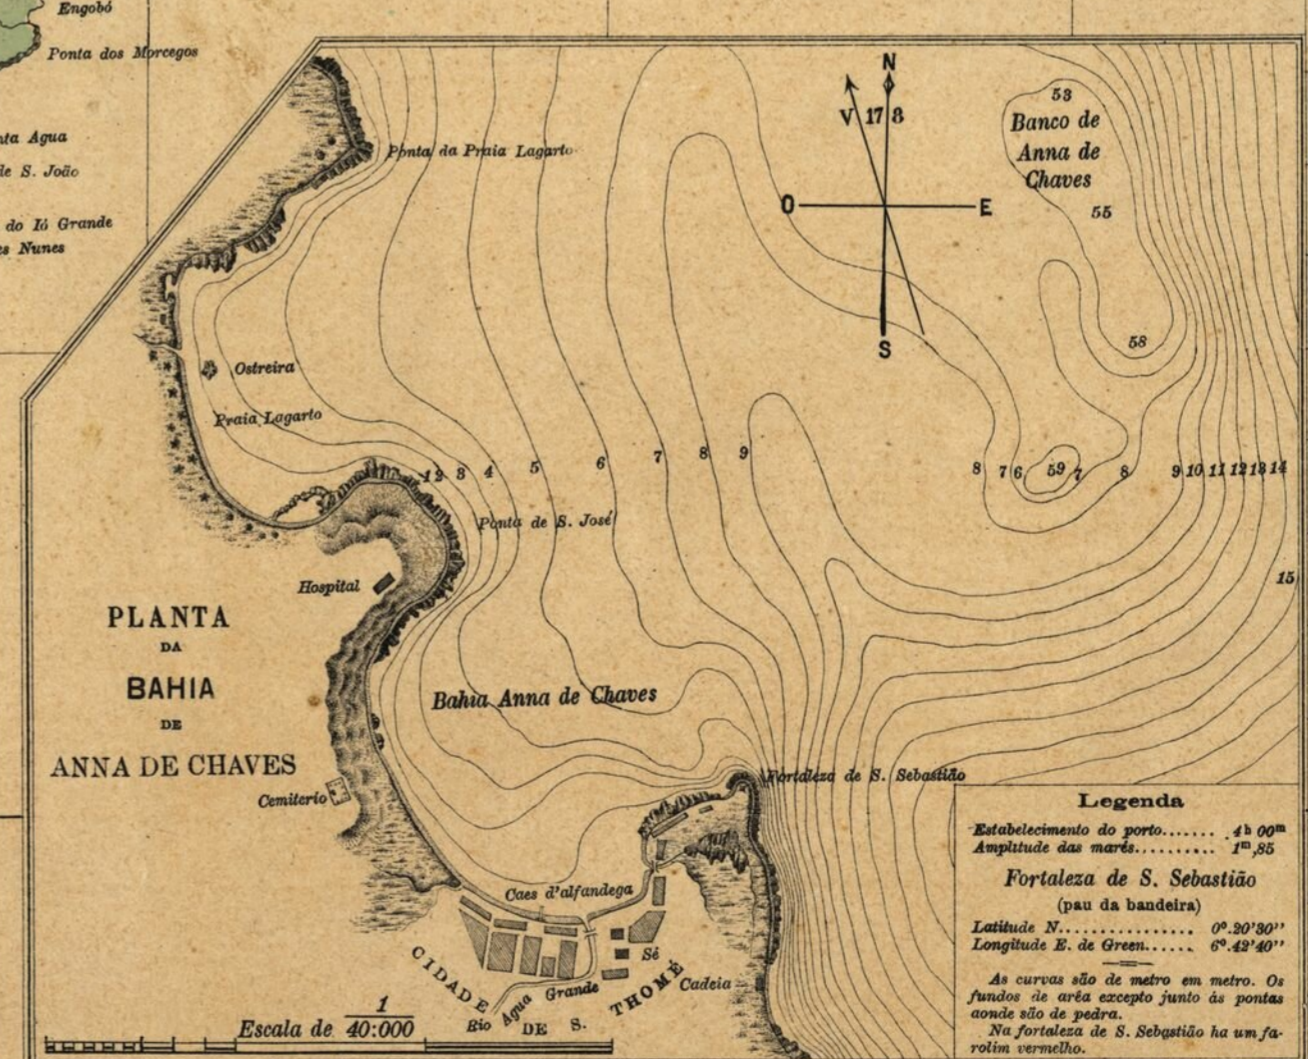 Engobó
Ponta dos Morcegos
nta Agua
de S. João
do Ió Grande
es Nunes
Ponta da Praia Lagarto
N
V 17 8
O
E
S
53
Banco de
Anna de
Chaves
55
58
Ostreira
Praia Lagarto
1 2 3 4 5 6 7 8 9 8 7 6 59 7 8 9 10 11 12 13 14
Ponta de S. José
15
Hospital
PLANTA
DA
BAHIA
DE
ANNA DE CHAVES
Bahia Anna de Chaves
Cemiterio
Fortaleza de S. Sebastião
Caes d'alfandega
Sé
Cadeia
CIDADE DE S. THOMÉ
Rio Agua Grande
Escala de 1/40:000
Legenda
Estabelecimento do porto....... 4h 00m
Amplitude das marés.......... 1m,85
Fortaleza de S. Sebastião
(pau da bandeira)
Latitude N............... 0º.20'30''
Longitude E. de Green...... 6º.42'40''
As curvas são de metro em metro. Os
fundos de arêa excepto junto ás pontas
aonde são de pedra.
Na fortaleza de S. Sebastião ha um fa-
rolim vermelho.